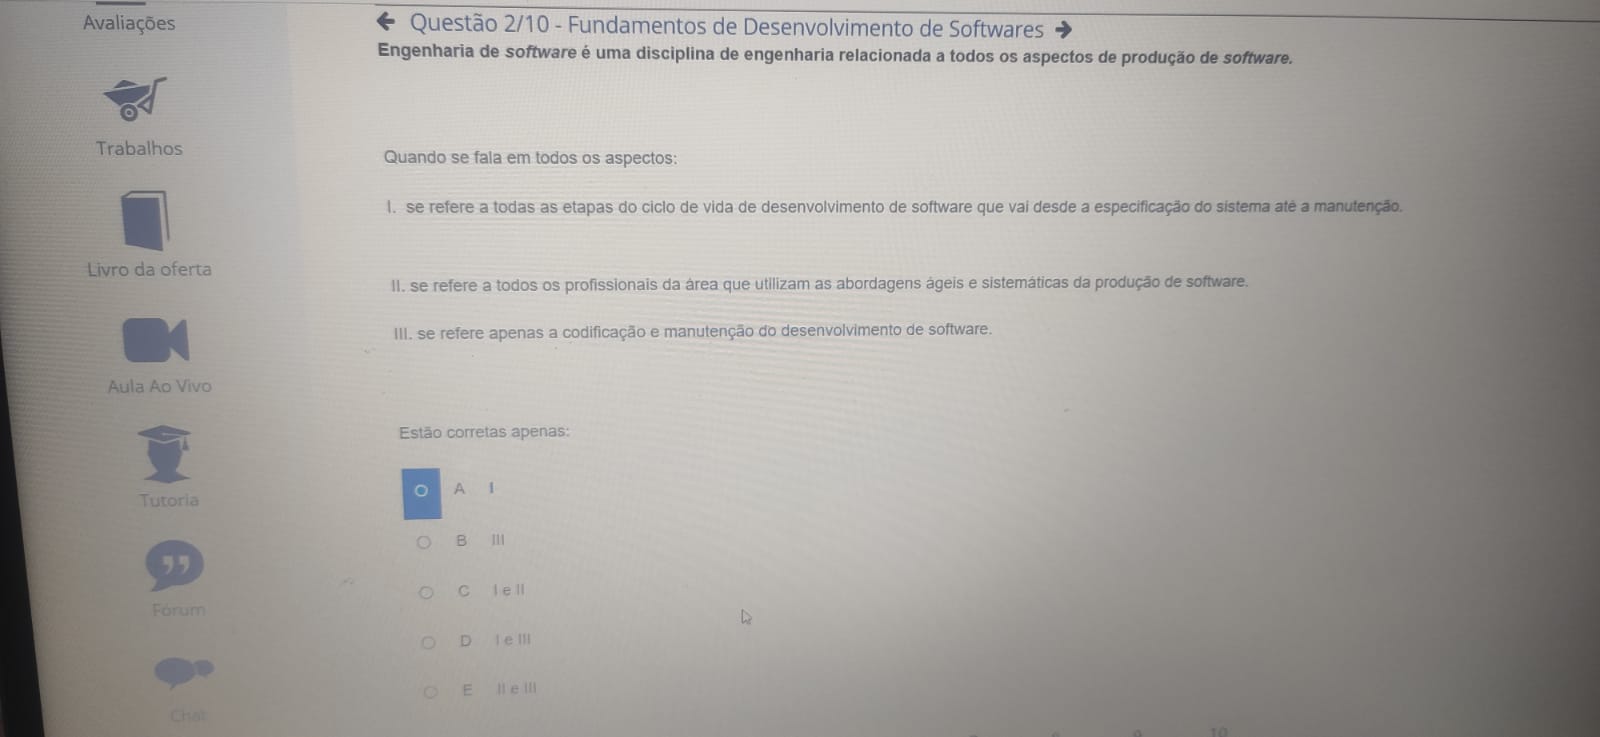 Avaliações
Trabalhos
Livro da oferta
Aula Ao Vivo
Tutoria
Fórum
Chat
Questão 2/10 - Fundamentos de Desenvolvimento de Softwares
Engenharia de software é uma disciplina de engenharia relacionada a todos os aspectos de produção de software.
Quando se fala em todos os aspectos:
I. se refere a todas as etapas do ciclo de vida de desenvolvimento de software que vai desde a especificação do sistema até a manutenção.
II. se refere a todos os profissionais da área que utilizam as abordagens ágeis e sistemáticas da produção de software.
III. se refere apenas a codificação e manutenção do desenvolvimento de software.
Estão corretas apenas:
A I
B III
C I e II
D I e III
E II e III
9 10